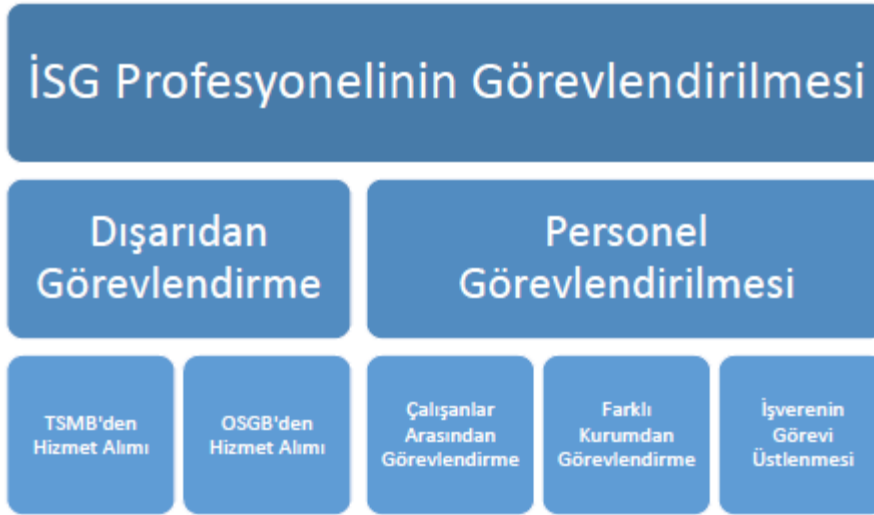 İSG Profesyonelinin Görevlendirilmesi
Dışarıdan
Görevlendirme
Personel
Görevlendirilmesi
TSMB'den
Hizmet Alımı
OSGB'den
Hizmet Alımı
Çalışanlar
Arasından
Görevlendirme
Farklı
Kurumdan
Görevlendirme
İşverenin
Görevi
Üstlenmesi